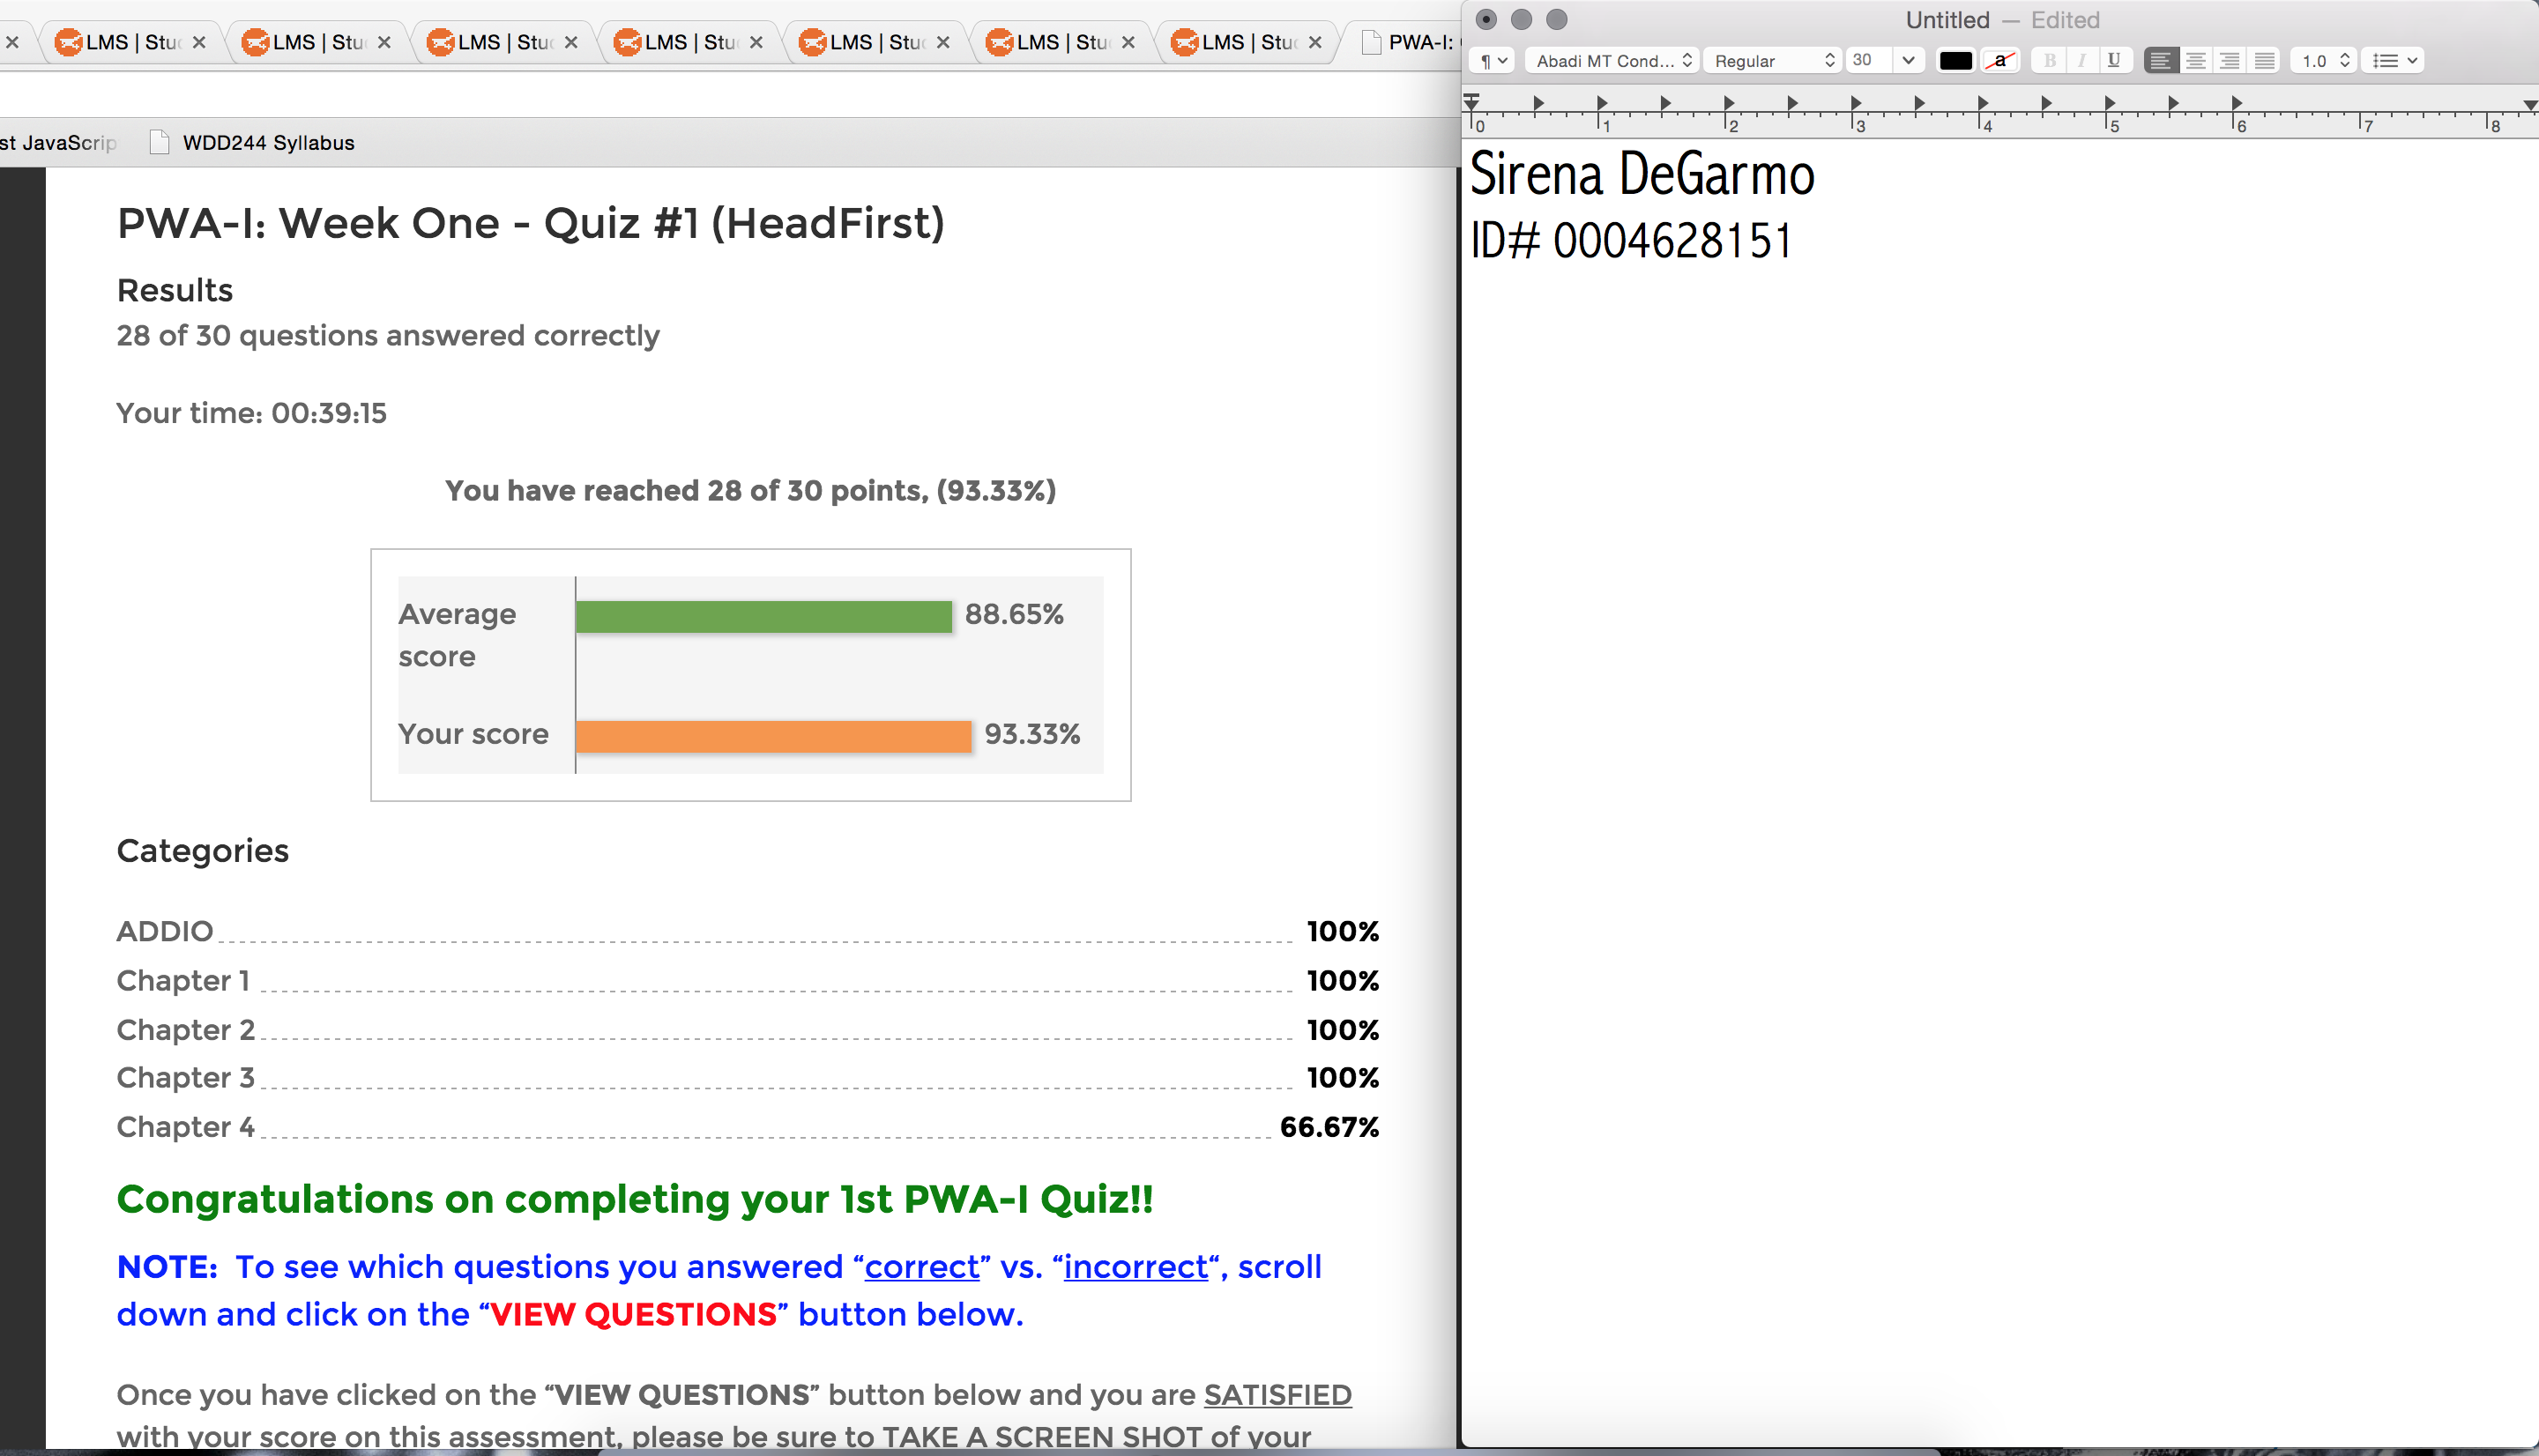 LMS | Stu
LMS | Stu
LMS | Stu
LMS | Stu
LMS | Stu
LMS | Stu
LMS | Stu
PWA-I:
st JavaScrip
WDD244 Syllabus
PWA-I: Week One - Quiz #1 (HeadFirst)
Results
28 of 30 questions answered correctly
Your time: 00:39:15
You have reached 28 of 30 points, (93.33%)
Average
score
88.65%
Your score 93.33%
Categories
ADDIO 100%
Chapter 1 100%
Chapter 2 100%
Chapter 3 100%
Chapter 4 66.67%
Congratulations on completing your 1st PWA-I Quiz!!
NOTE: To see which questions you answered “correct” vs. “incorrect“, scroll
down and click on the “VIEW QUESTIONS” button below.
Once you have clicked on the “VIEW QUESTIONS” button below and you are SATISFIED
with your score on this assessment, please be sure to TAKE A SCREEN SHOT of your
Untitled — Edited
¶ Abadi MT Cond... Regular 30 a B I U 1.0
0 1 2 3 4 5 6 7 8
Sirena DeGarmo
ID# 0004628151